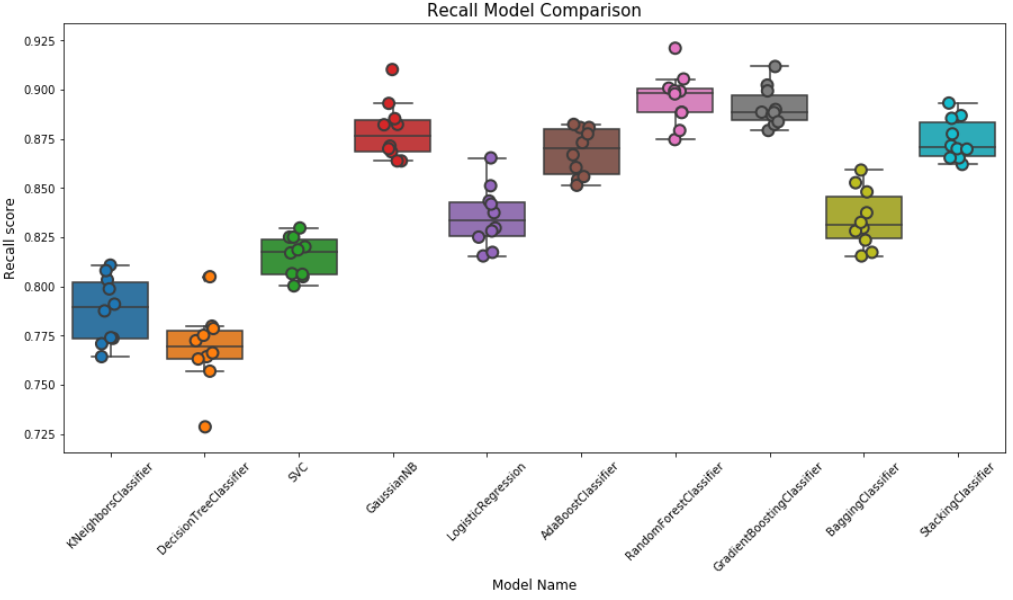 Recall Model Comparison
Recall score
0.925
0.900
0.875
0.850
0.825
0.800
0.775
0.750
0.725
KNeighborsClassifier
DecisionTreeClassifier
SVC
GaussianNB
LogisticRegression
AdaBoostClassifier
RandomForestClassifier
GradientBoostingClassifier
BaggingClassifier
StackingClassifier
Model Name